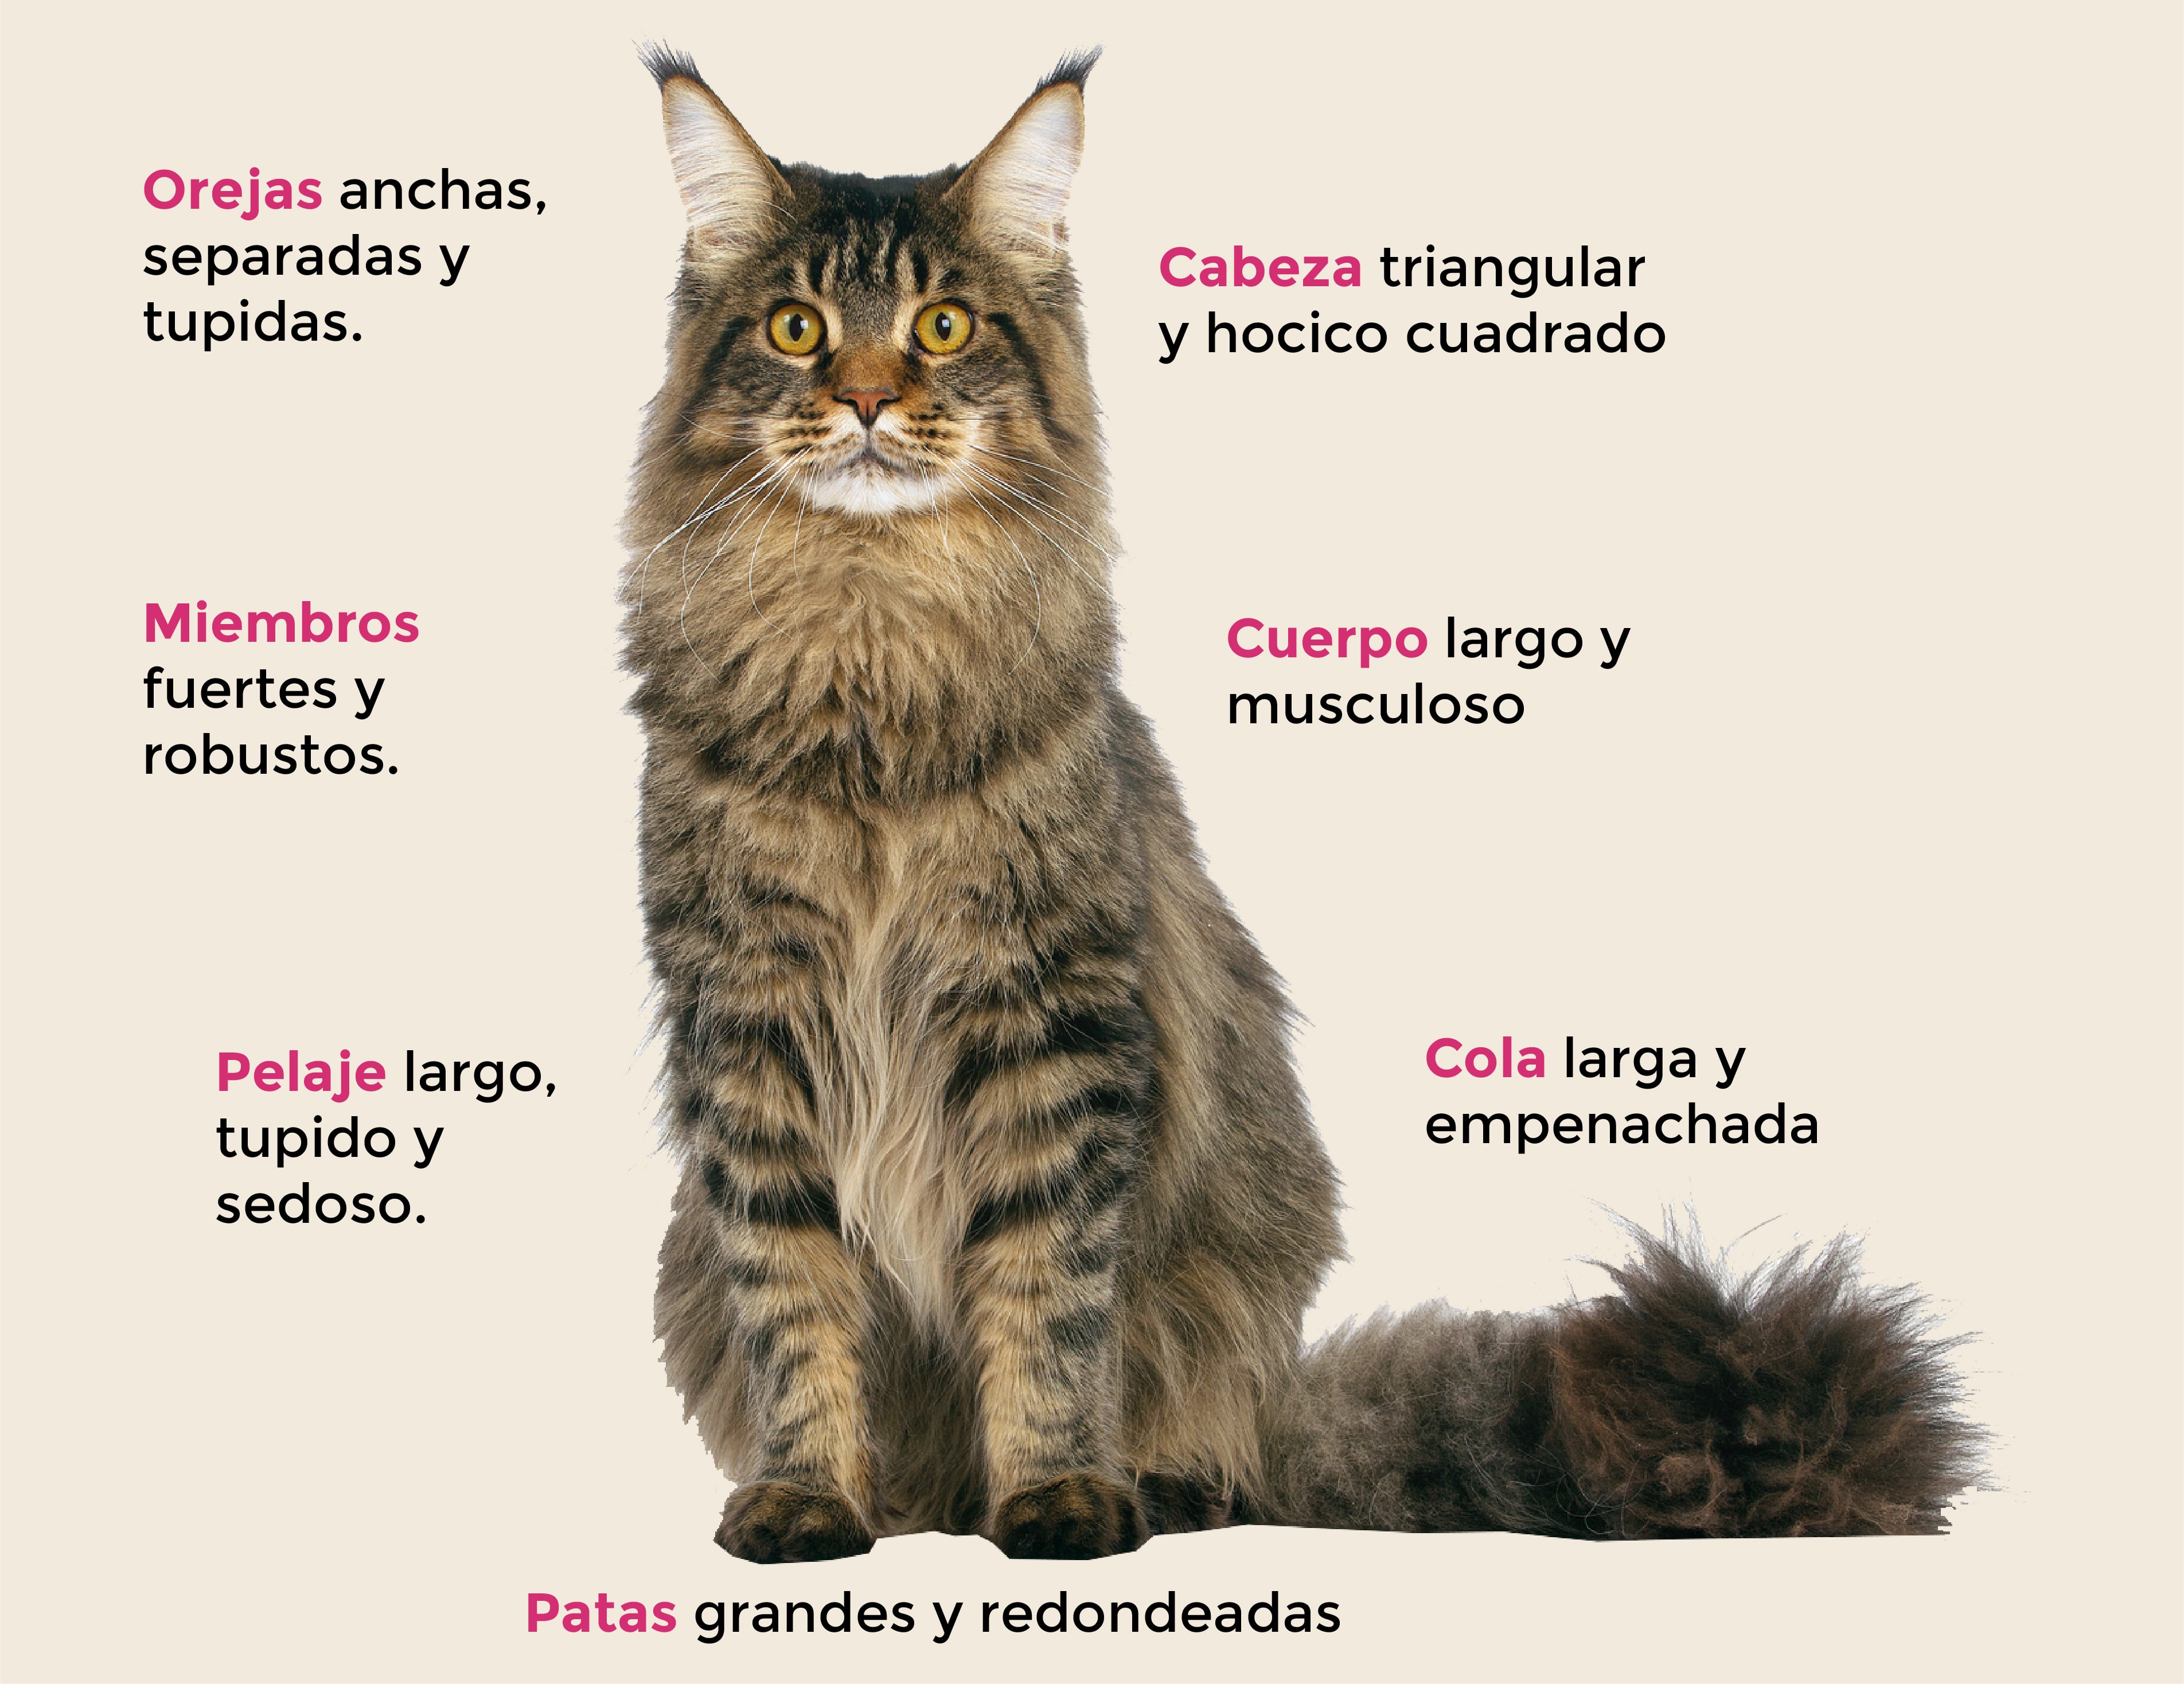 Orejas anchas,
separadas y
tupidas.
Cabeza triangular
y hocico cuadrado
Miembros
fuertes y
robustos.
Cuerpo largo y
musculoso
Pelaje largo,
tupido y
sedoso.
Cola larga y
empenachada
Patas grandes y redondeadas